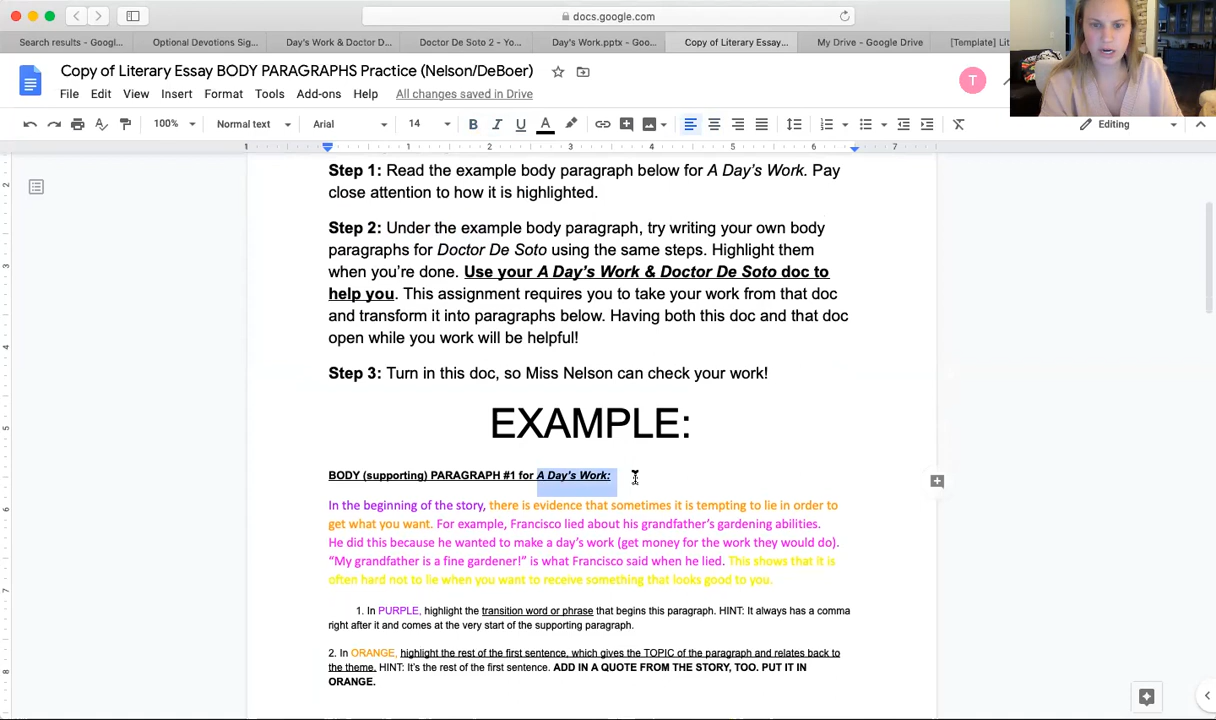 docs.google.com
Search results - Googl...
Optional Devotions Sig...
Day's Work & Doctor D...
Doctor De Soto 2 - Yo...
Day's Work.pptx - Goo...
Copy of Literary Essay...
My Drive - Google Drive
[Template] Lit
Copy of Literary Essay BODY PARAGRAPHS Practice (Nelson/DeBoer)
T
File Edit View Insert Format Tools Add-ons Help All changes saved in Drive
100% Normal text Arial 14 B I U A Editing
1 1 2 3 4 5 6 7
2
3
4
5
6
7
8
Step 1: Read the example body paragraph below for A Day's Work. Pay
close attention to how it is highlighted.
Step 2: Under the example body paragraph, try writing your own body
paragraphs for Doctor De Soto using the same steps. Highlight them
when you're done. Use your A Day's Work & Doctor De Soto doc to
help you. This assignment requires you to take your work from that doc
and transform it into paragraphs below. Having both this doc and that doc
open while you work will be helpful!
Step 3: Turn in this doc, so Miss Nelson can check your work!
EXAMPLE:
BODY (supporting) PARAGRAPH #1 for A Day's Work:
In the beginning of the story, there is evidence that sometimes it is tempting to lie in order to
get what you want. For example, Francisco lied about his grandfather's gardening abilities.
He did this because he wanted to make a day's work (get money for the work they would do).
"My grandfather is a fine gardener!" is what Francisco said when he lied. This shows that it is
often hard not to lie when you want to receive something that looks good to you.
1. In PURPLE, highlight the transition word or phrase that begins this paragraph. HINT: It always has a comma
right after it and comes at the very start of the supporting paragraph.
2. In ORANGE, highlight the rest of the first sentence, which gives the TOPIC of the paragraph and relates back to
the theme. HINT: It's the rest of the first sentence. ADD IN A QUOTE FROM THE STORY, TOO. PUT IT IN
ORANGE.